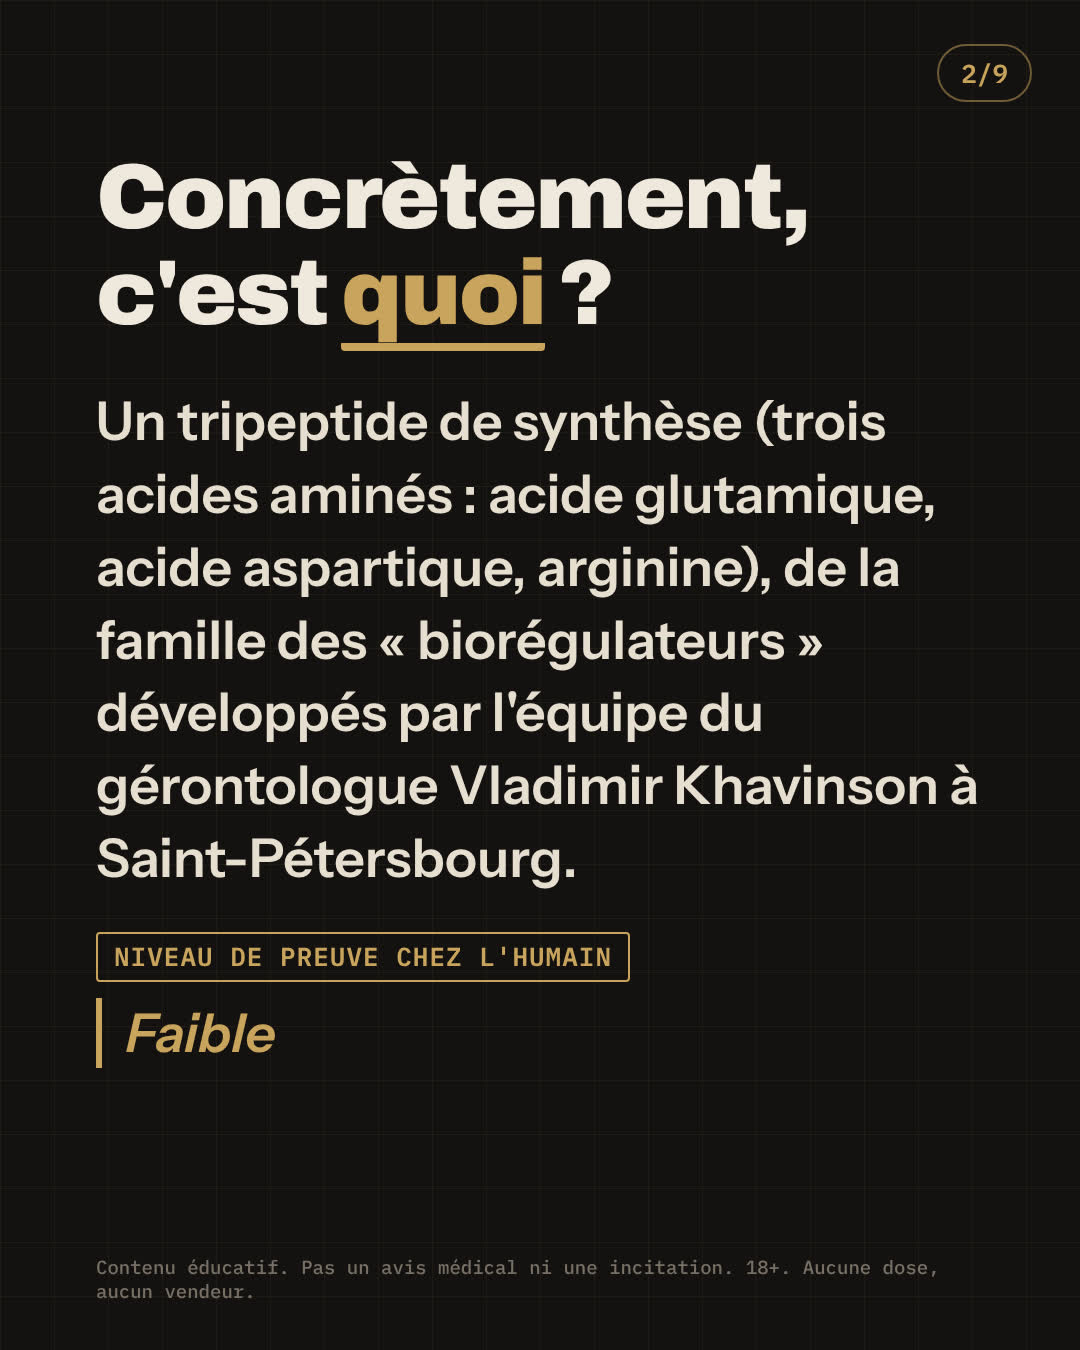 2/9
Concrètement,
c'est quoi ?
Un tripeptide de synthèse (trois
acides aminés : acide glutamique,
acide aspartique, arginine), de la
famille des « biorégulateurs »
développés par l'équipe du
gérontologue Vladimir Khavinson à
Saint-Pétersbourg.
NIVEAU DE PREUVE CHEZ L'HUMAIN
Faible
Contenu éducatif. Pas un avis médical ni une incitation. 18+. Aucune dose,
aucun vendeur.